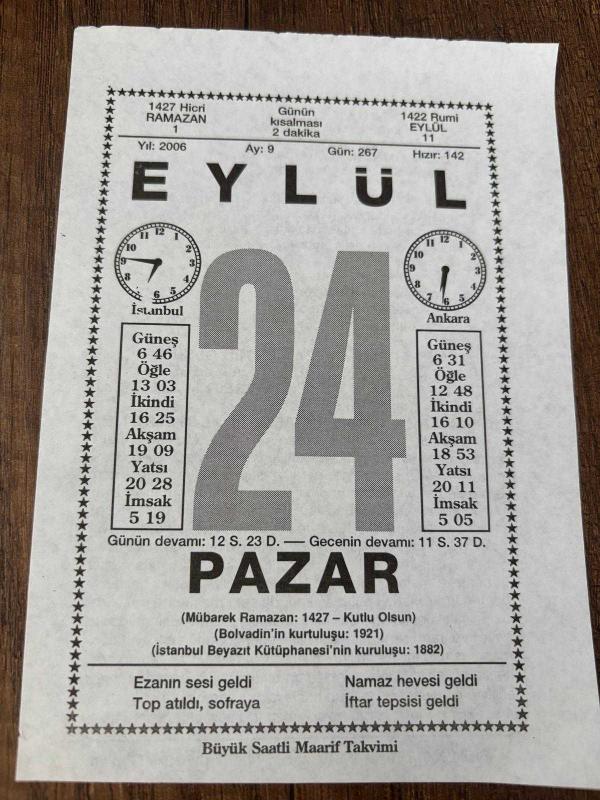 1427 Hicri
RAMAZAN
1
Günün
kısalması
2 dakika
1422 Rumi
EYLÜL
11
Yıl: 2006 Ay: 9 Gün: 267 Hızır: 142
EYLÜL
24
İstanbul
Güneş
6 46
Öğle
13 03
İkindi
16 25
Akşam
19 09
Yatsı
20 28
İmsak
5 19
Ankara
Güneş
6 31
Öğle
12 48
İkindi
16 10
Akşam
18 53
Yatsı
20 11
İmsak
5 05
Günün devamı: 12 S. 23 D. — Gecenin devamı: 11 S. 37 D.
PAZAR
(Mübarek Ramazan: 1427 – Kutlu Olsun)
(Bolvadin'in kurtuluşu: 1921)
(İstanbul Beyazıt Kütüphanesi'nin kuruluşu: 1882)
Ezanın sesi geldi
Top atıldı, sofraya
Namaz hevesi geldi
İftar tepsisi geldi
Büyük Saatli Maarif Takvimi